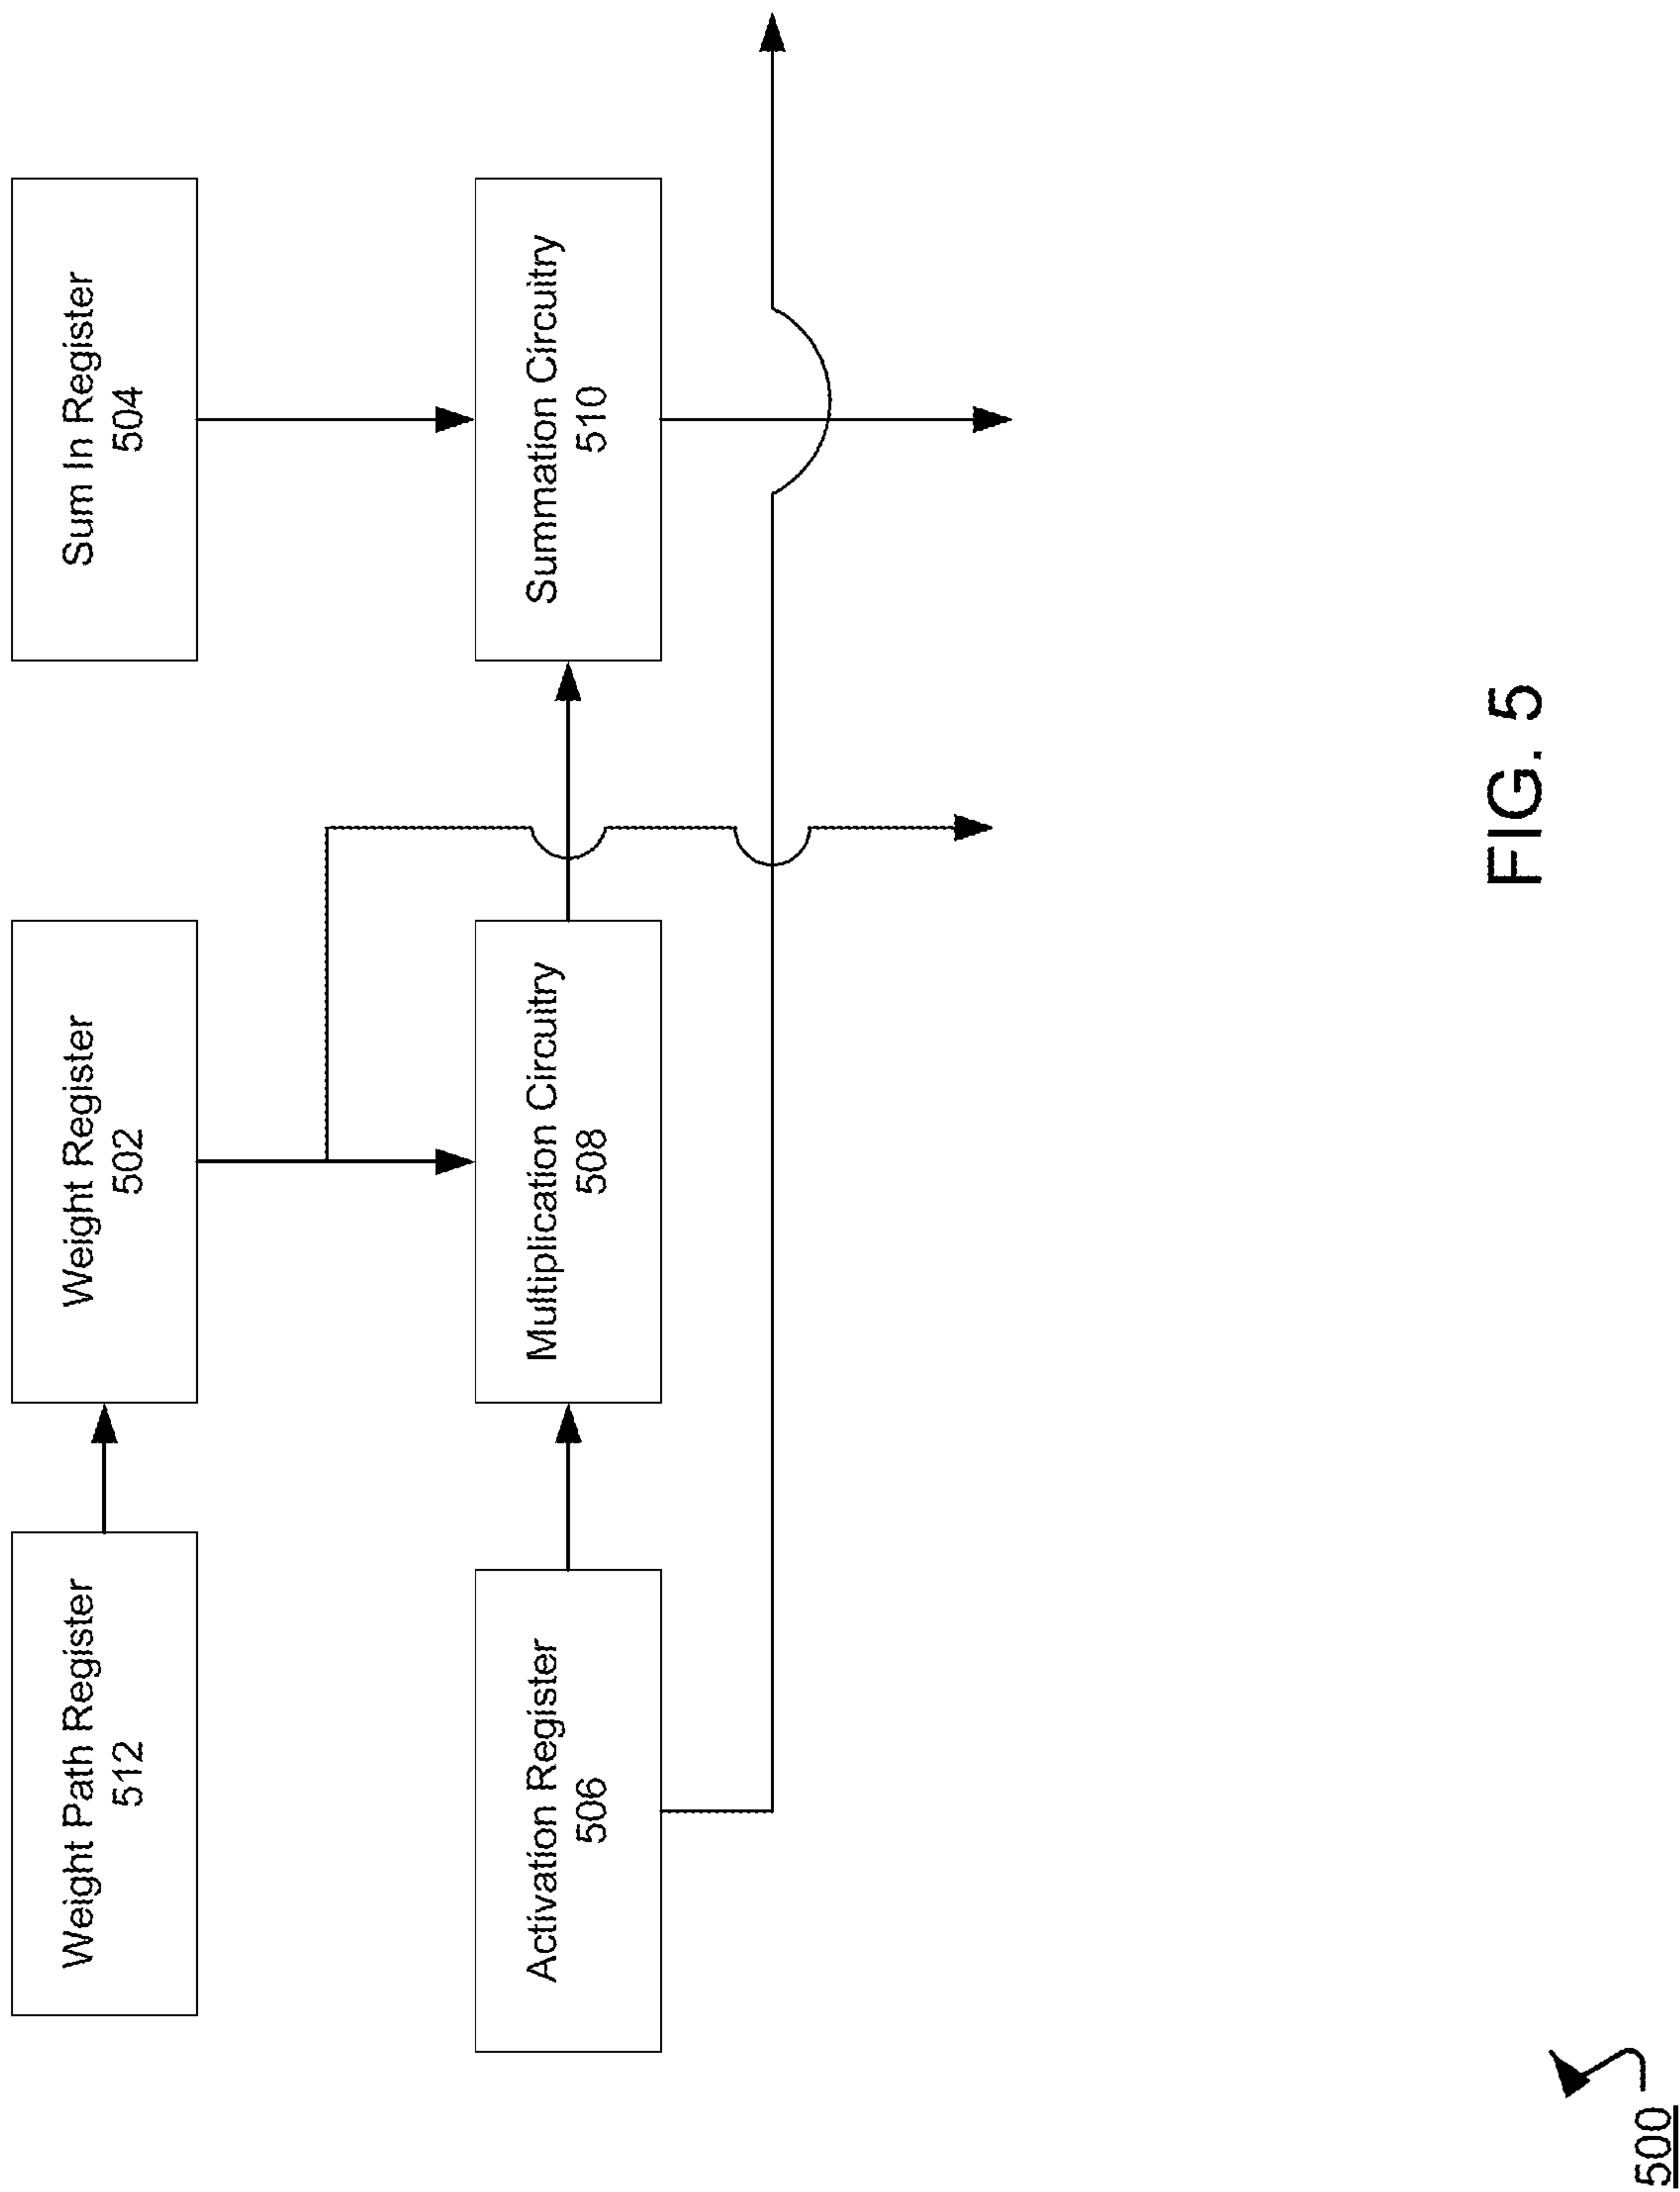 Weight Path Register
512
Weight Register
502
Sum In Register
504
Activation Register
506
Multiplication Circuitry
508
Summation Circuitry
510
FIG. 5
500